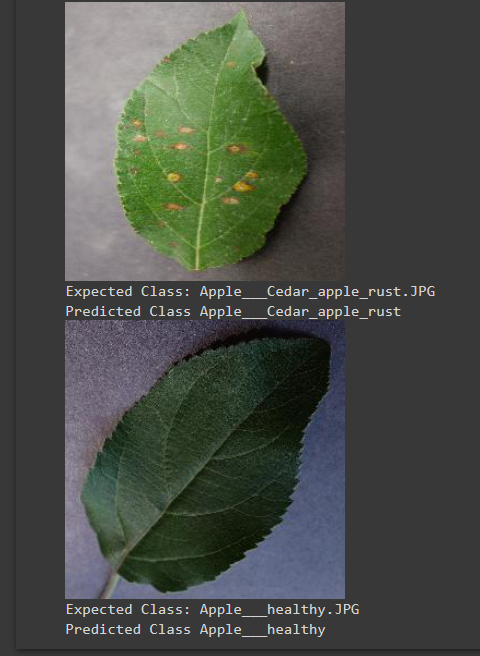 Expected Class: Apple___Cedar_apple_rust.JPG
Predicted Class Apple___Cedar_apple_rust
Expected Class: Apple___healthy.JPG
Predicted Class Apple___healthy